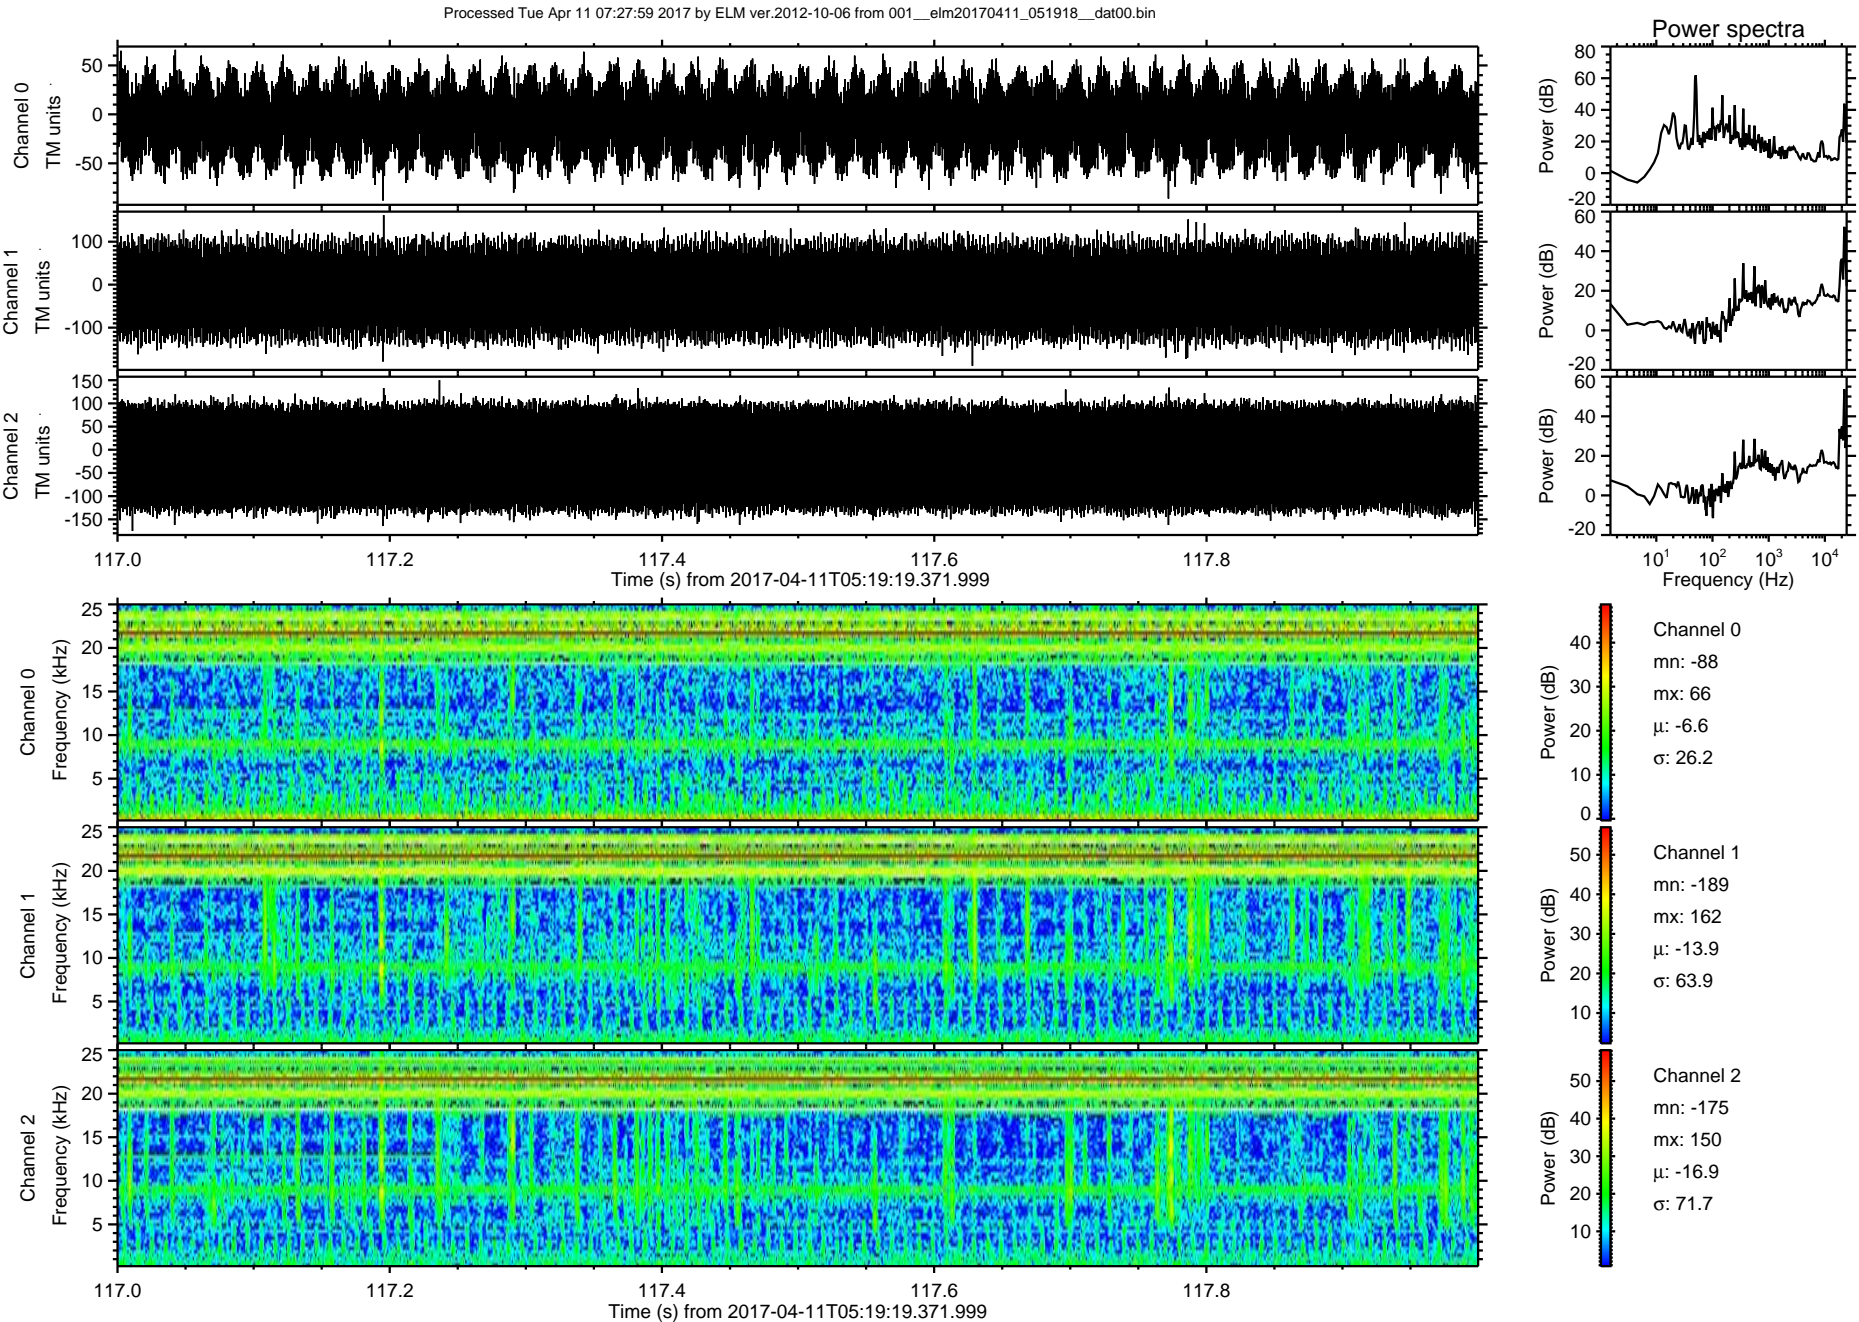 Processed Tue Apr 11 07:27:59 2017 by ELM ver.2012-10-06 from 001__elm20170411_051918__dat00.bin
Power spectra
Channel 0
TM units
50
0
-50
Power (dB)
80
60
40
20
0
-20
Channel 1
TM units
100
0
-100
Power (dB)
60
40
20
0
-20
Channel 2
TM units
150
100
50
0
-50
-100
-150
Power (dB)
60
40
20
0
-20
117.0 117.2 117.4 117.6 117.8
Time (s) from 2017-04-11T05:19:19.371.999
10^1 10^2 10^3 10^4
Frequency (Hz)
Channel 0
Frequency (kHz)
25
20
15
10
5
Power (dB)
40
30
20
10
0
Channel 0
mn: -88
mx: 66
μ: -6.6
σ: 26.2
Channel 1
Frequency (kHz)
25
20
15
10
5
Power (dB)
50
40
30
20
10
Channel 1
mn: -189
mx: 162
μ: -13.9
σ: 63.9
Channel 2
Frequency (kHz)
25
20
15
10
5
Power (dB)
50
40
30
20
10
Channel 2
mn: -175
mx: 150
μ: -16.9
σ: 71.7
117.0 117.2 117.4 117.6 117.8
Time (s) from 2017-04-11T05:19:19.371.999